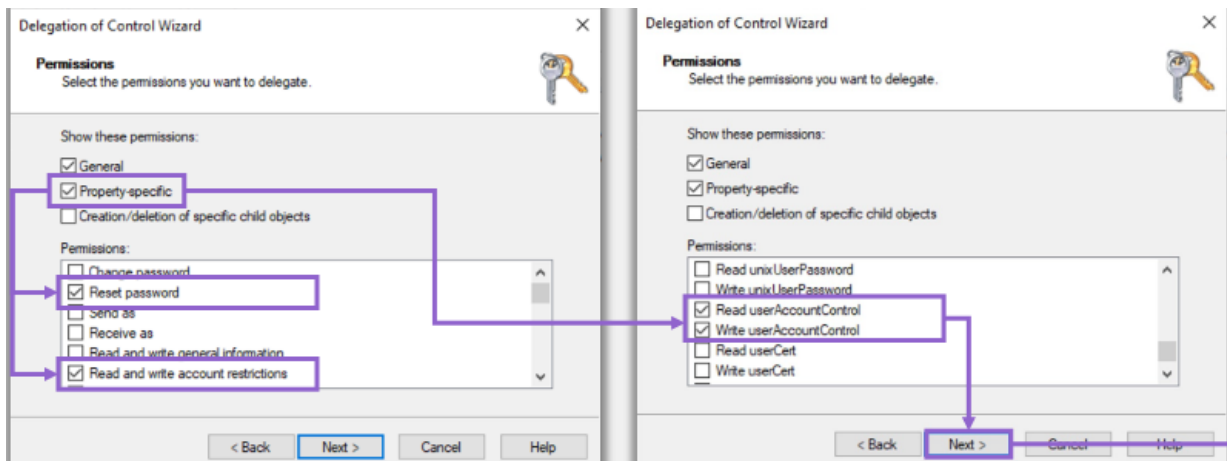 Delegation of Control Wizard
Permissions
Select the permissions you want to delegate.
Show these permissions:
General
Property-specific
Creation/deletion of specific child objects
Permissions:
Change password
Reset password
Send as
Receive as
Read and write general information
Read and write account restrictions
< Back Next > Cancel Help
Delegation of Control Wizard
Permissions
Select the permissions you want to delegate.
Show these permissions:
General
Property-specific
Creation/deletion of specific child objects
Permissions:
Read unixUserPassword
Write unixUserPassword
Read userAccountControl
Write userAccountControl
Read userCert
Write userCert
< Back Next > Cancel Help